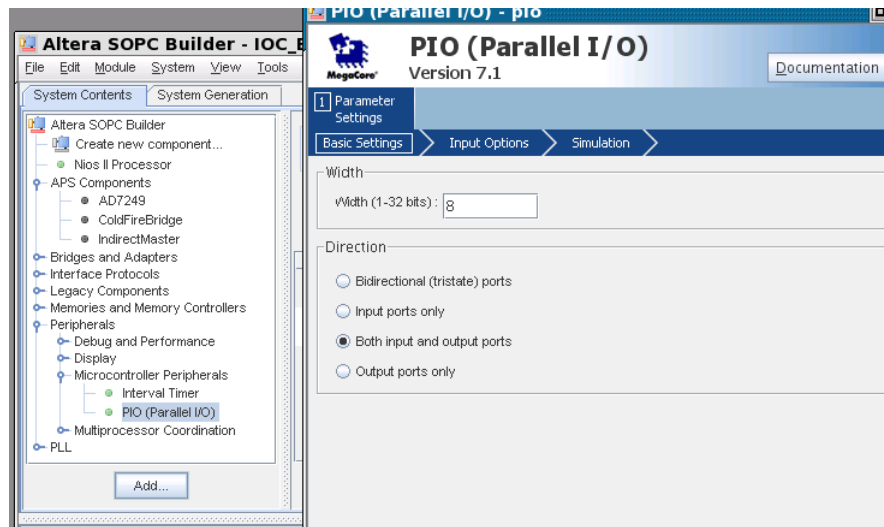 PIO (Parallel I/O) - pio
Altera SOPC Builder - IOC_
File Edit Module System View Tools
System Contents System Generation
Altera SOPC Builder
Create new component...
Nios II Processor
APS Components
AD7249
ColdFireBridge
IndirectMaster
Bridges and Adapters
Interface Protocols
Legacy Components
Memories and Memory Controllers
Peripherals
Debug and Performance
Display
Microcontroller Peripherals
Interval Timer
PIO (Parallel I/O)
Multiprocessor Coordination
PLL
Add...
MegaCore
PIO (Parallel I/O)
Version 7.1
Documentation
1 Parameter
Settings
Basic Settings Input Options Simulation
Width
Width (1-32 bits) : 8
Direction
Bidirectional (tristate) ports
Input ports only
Both input and output ports
Output ports only